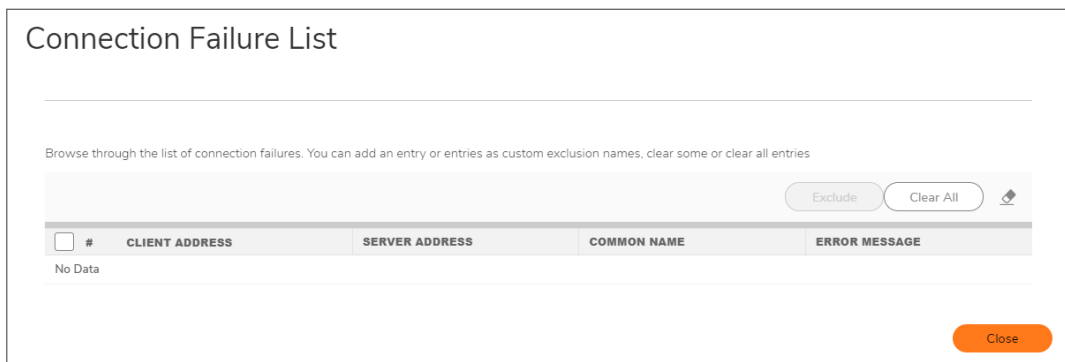 Connection Failure List
Browse through the list of connection failures. You can add an entry or entries as custom exclusion names, clear some or clear all entries
Exclude Clear All
# CLIENT ADDRESS SERVER ADDRESS COMMON NAME ERROR MESSAGE
No Data
Close